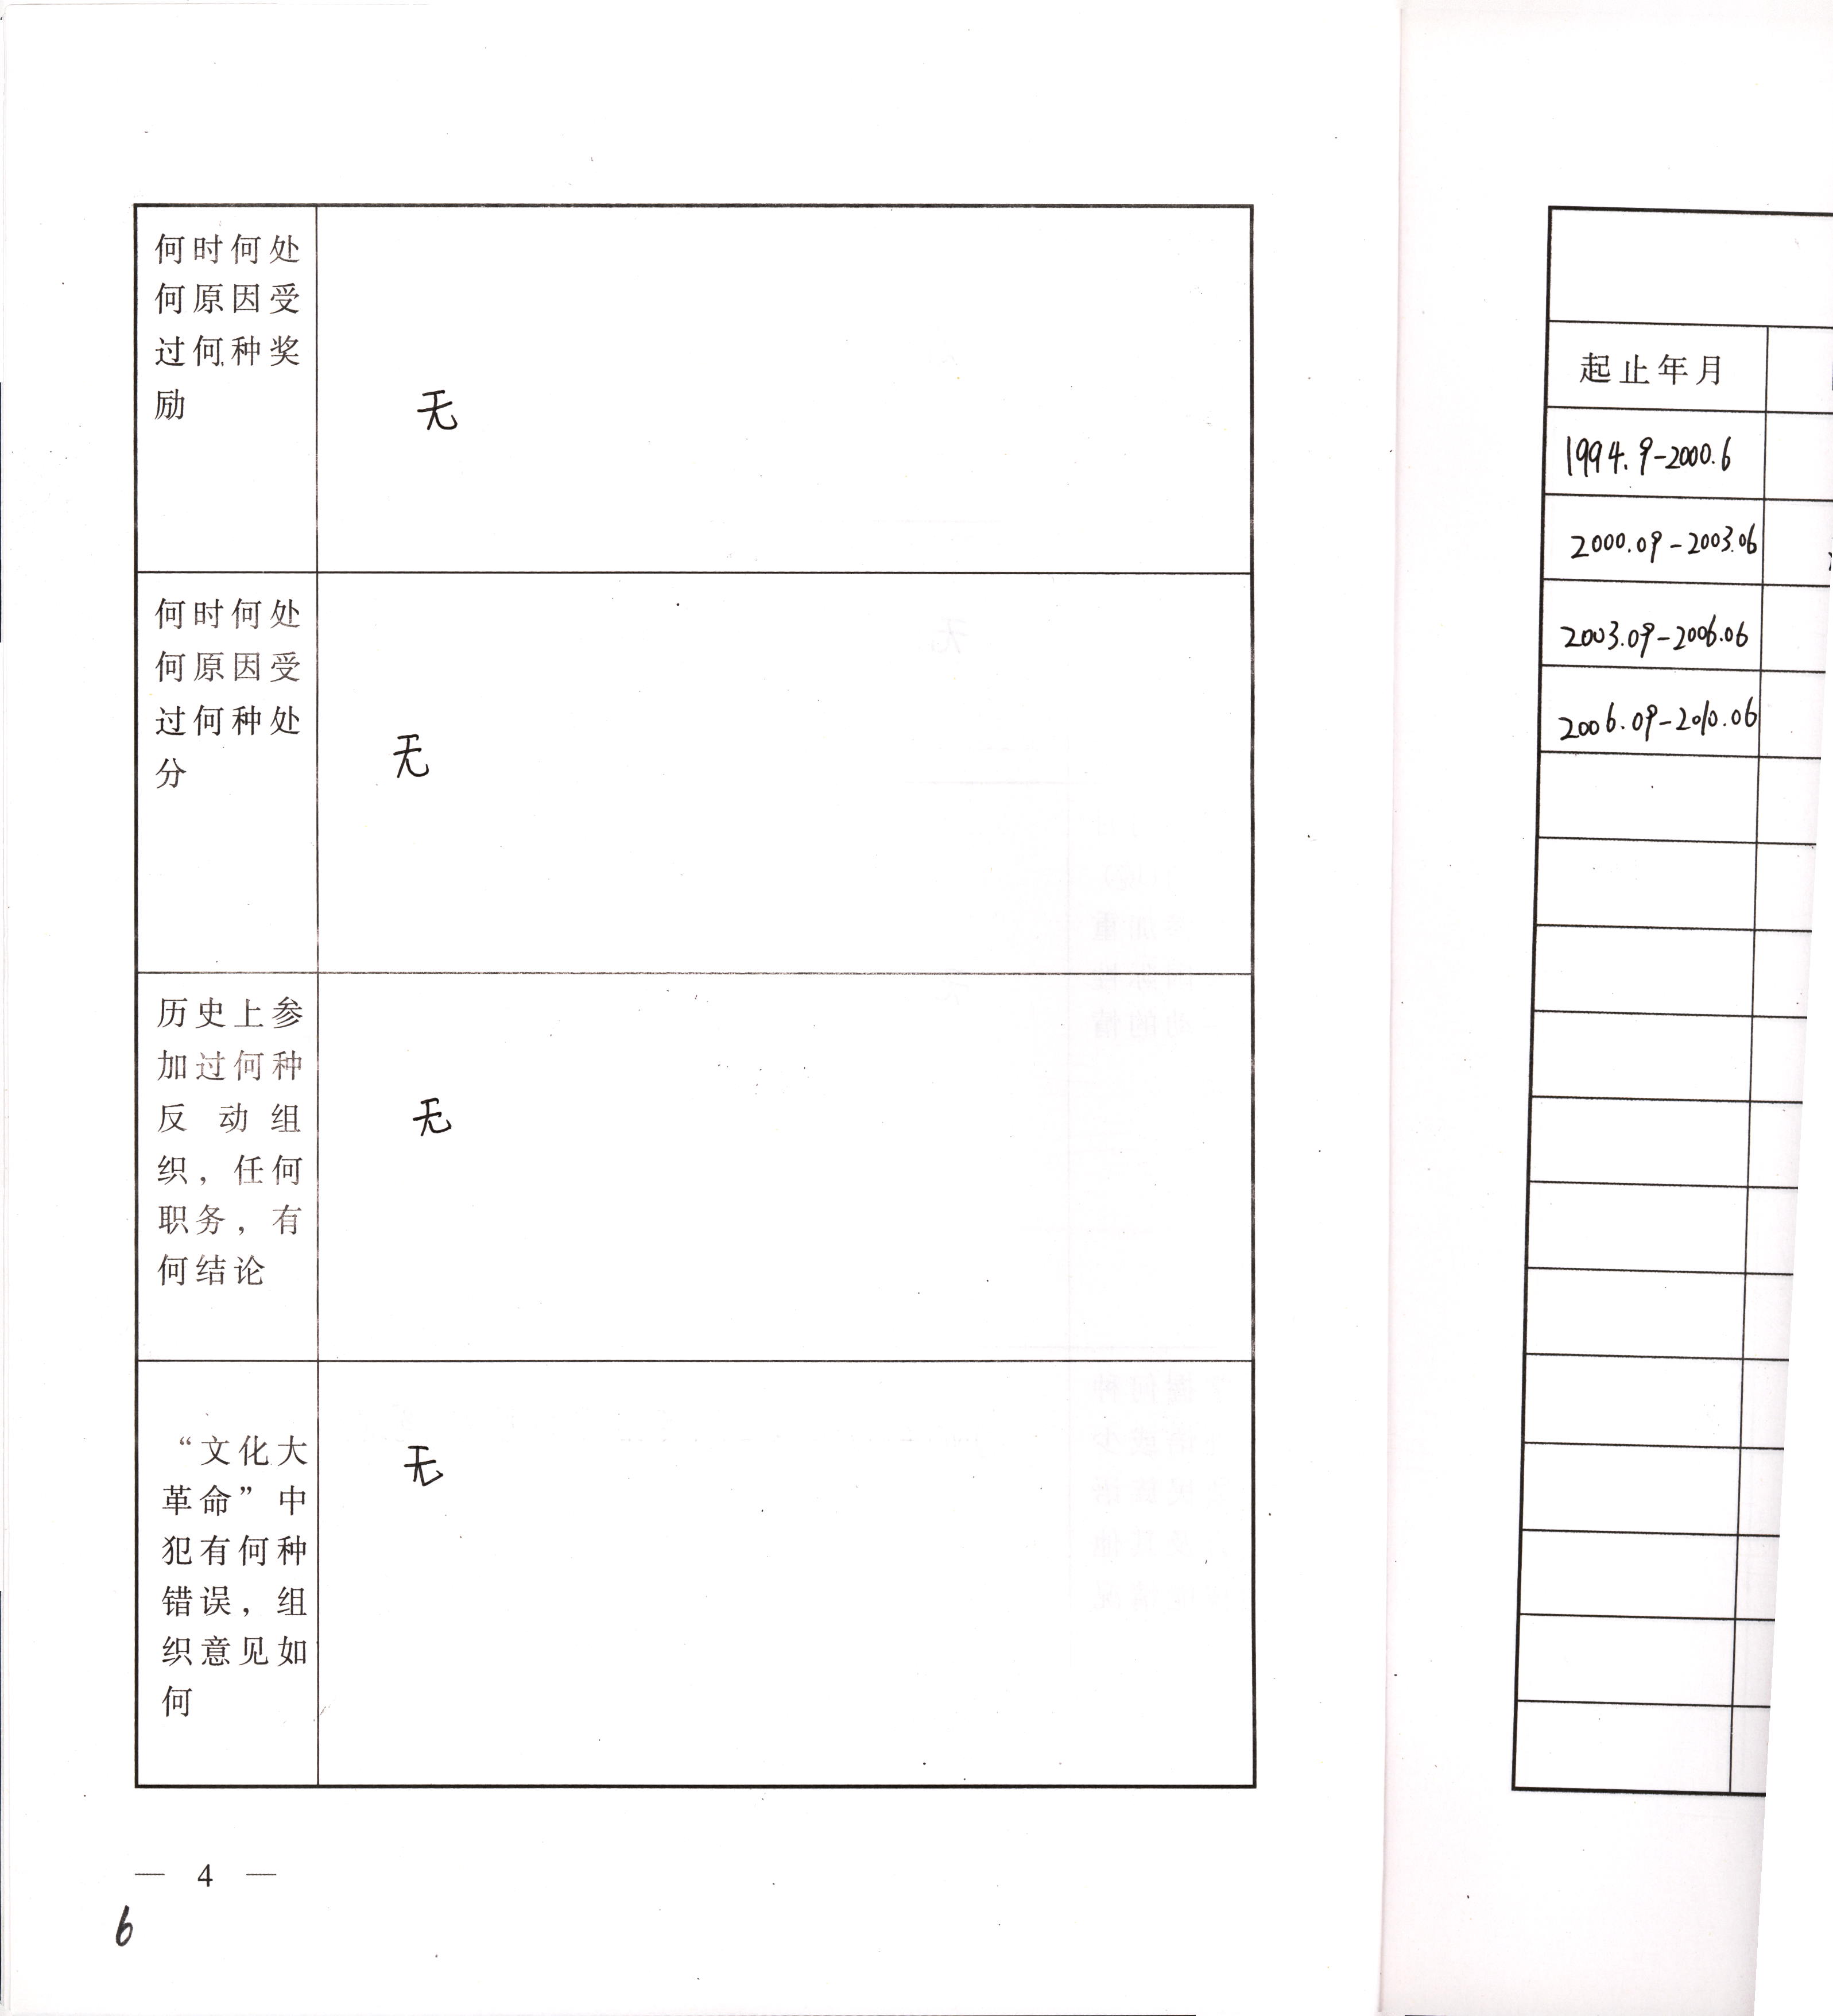 何时何处
何原因受
过何种奖
励
无
何时何处
何原因受
过何种处
分
无
历史上参
加过何种
反动组
织，任何
职务，有
何结论
无
“文化大
革命”中
犯有何种
错误，组
织意见如
何
无
— 4 —
6
起止年月
1994.9-2000.6
2000.09-2003.06
2003.09-2006.06
2006.09-2010.06